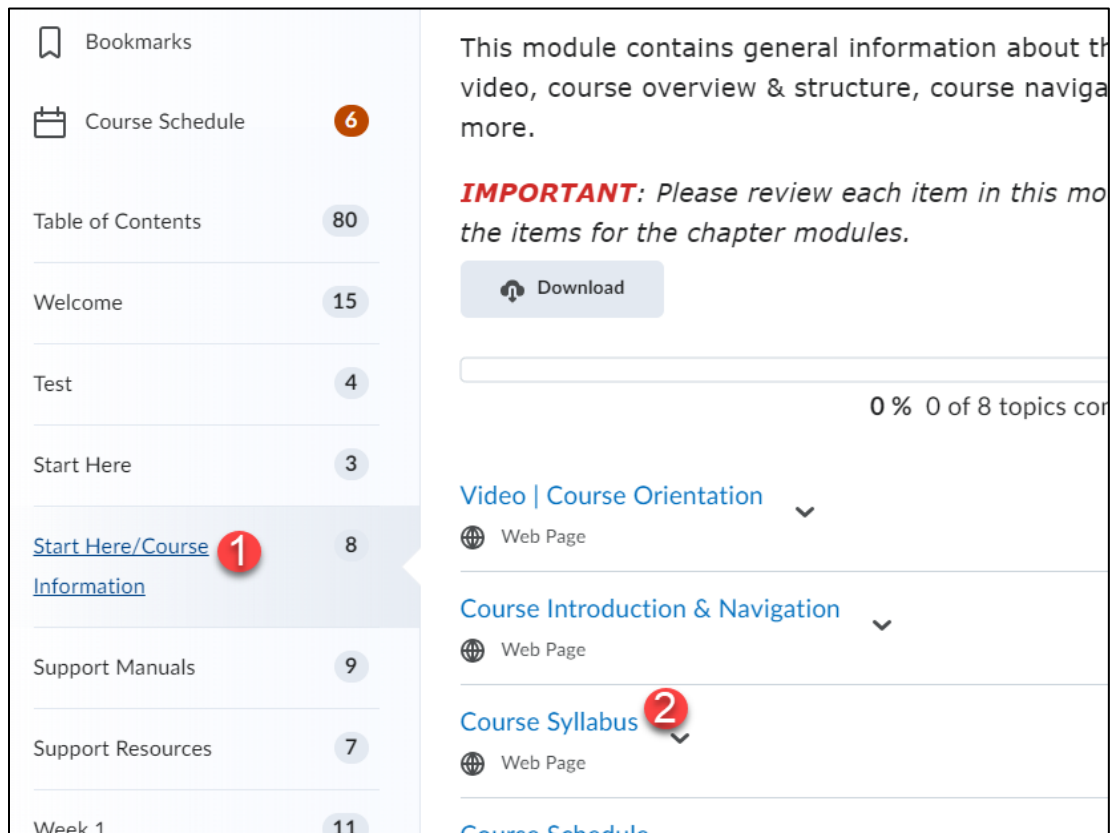 Bookmarks
Course Schedule 6
Table of Contents 80
Welcome 15
Test 4
Start Here 3
Start Here/Course 1 8
Information
Support Manuals 9
Support Resources 7
Week 1 11
This module contains general information about
video, course overview & structure, course
more.
IMPORTANT: Please review each item in this
the items for the chapter modules.
Download
0 % 0 of 8 topics
Video | Course Orientation
Web Page
Course Introduction & Navigation
Web Page
Course Syllabus 2
Web Page
Course Schedule